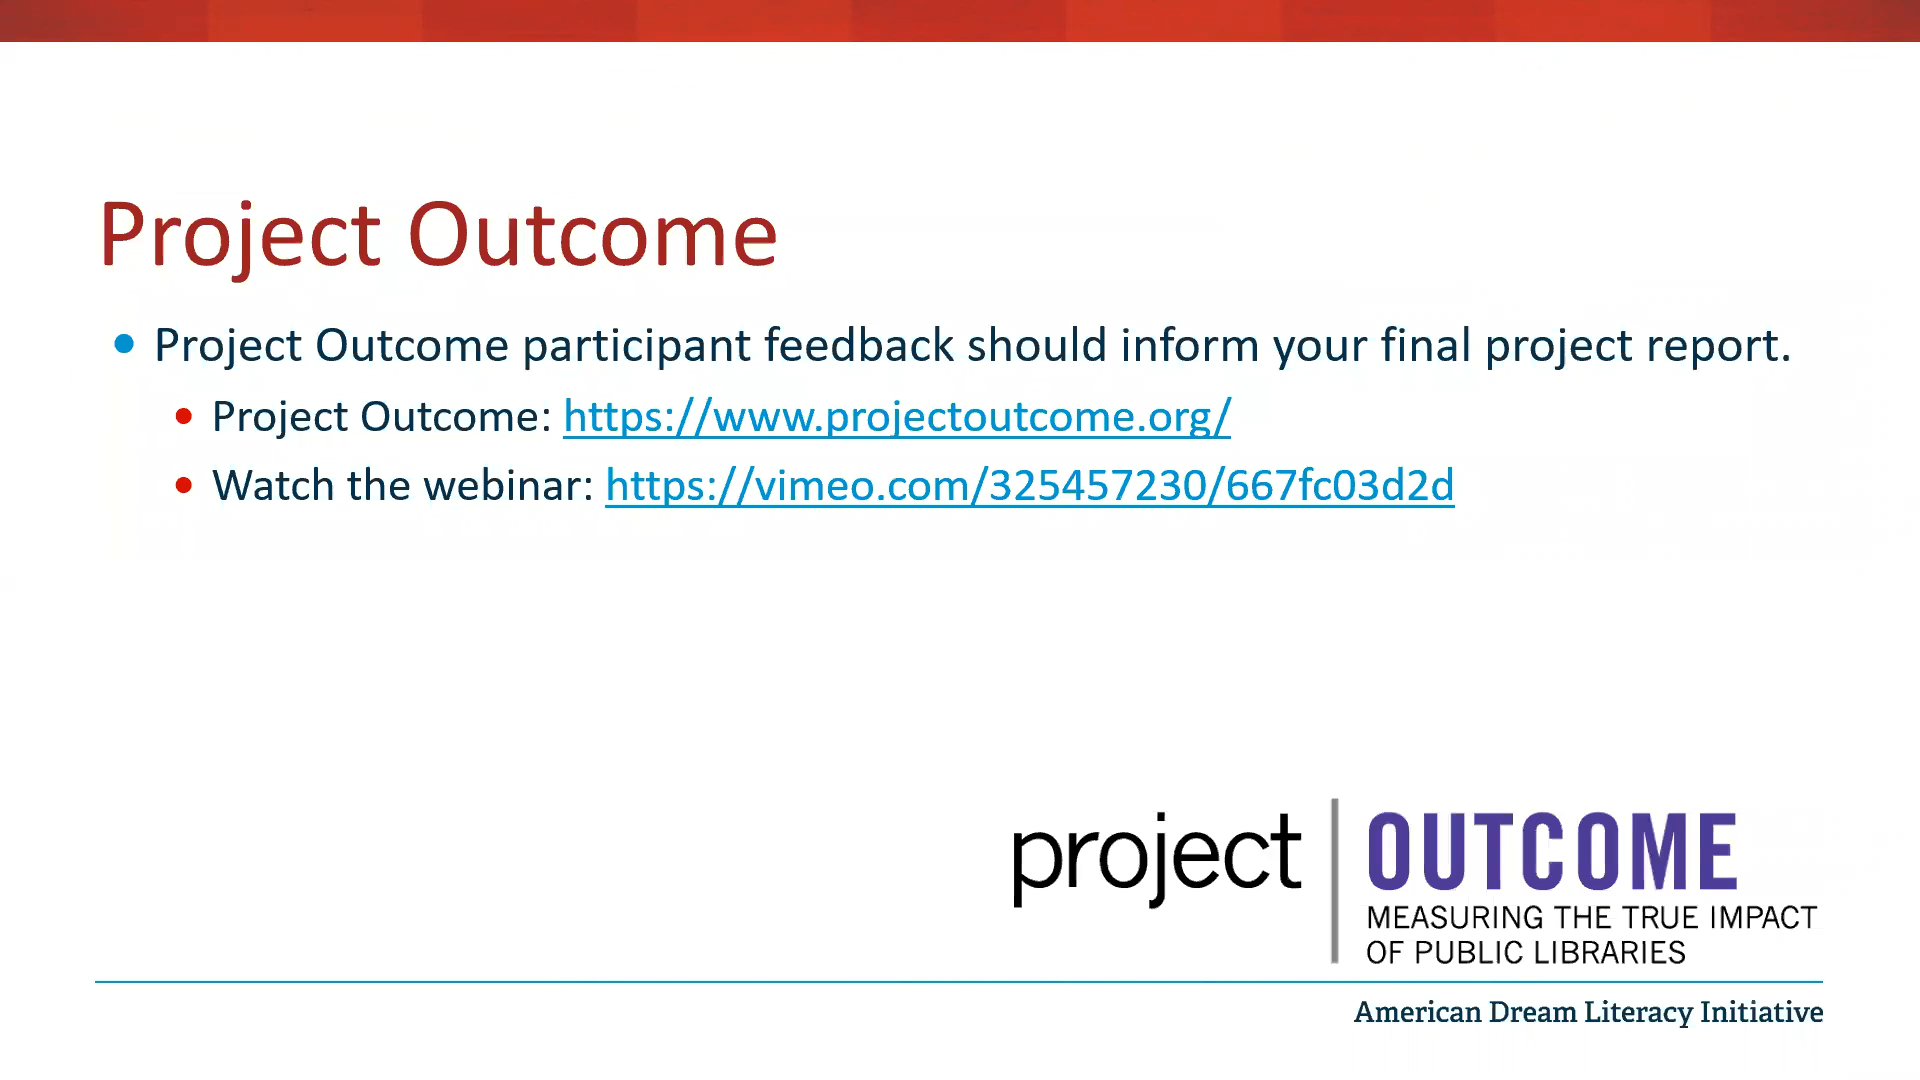 Project Outcome
Project Outcome participant feedback should inform your final project report.
Project Outcome: https://www.projectoutcome.org/
Watch the webinar: https://vimeo.com/325457230/667fc03d2d
project OUTCOME
MEASURING THE TRUE IMPACT
OF PUBLIC LIBRARIES
American Dream Literacy Initiative